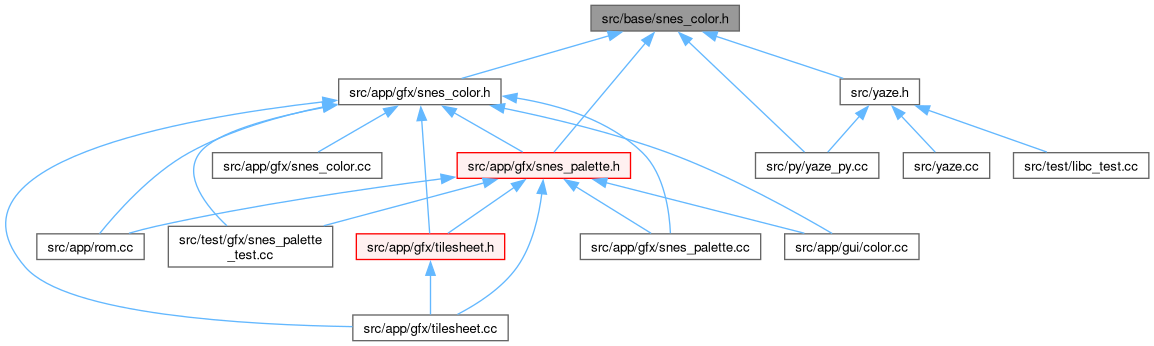 src/base/snes_color.h
src/app/gfx/snes_color.h
src/yaze.h
src/app/gfx/snes_color.cc
src/app/gfx/snes_palette.h
src/py/yaze_py.cc
src/yaze.cc
src/test/libc_test.cc
src/app/rom.cc
src/test/gfx/snes_palette
_test.cc
src/app/gfx/tilesheet.h
src/app/gfx/snes_palette.cc
src/app/gui/color.cc
src/app/gfx/tilesheet.cc